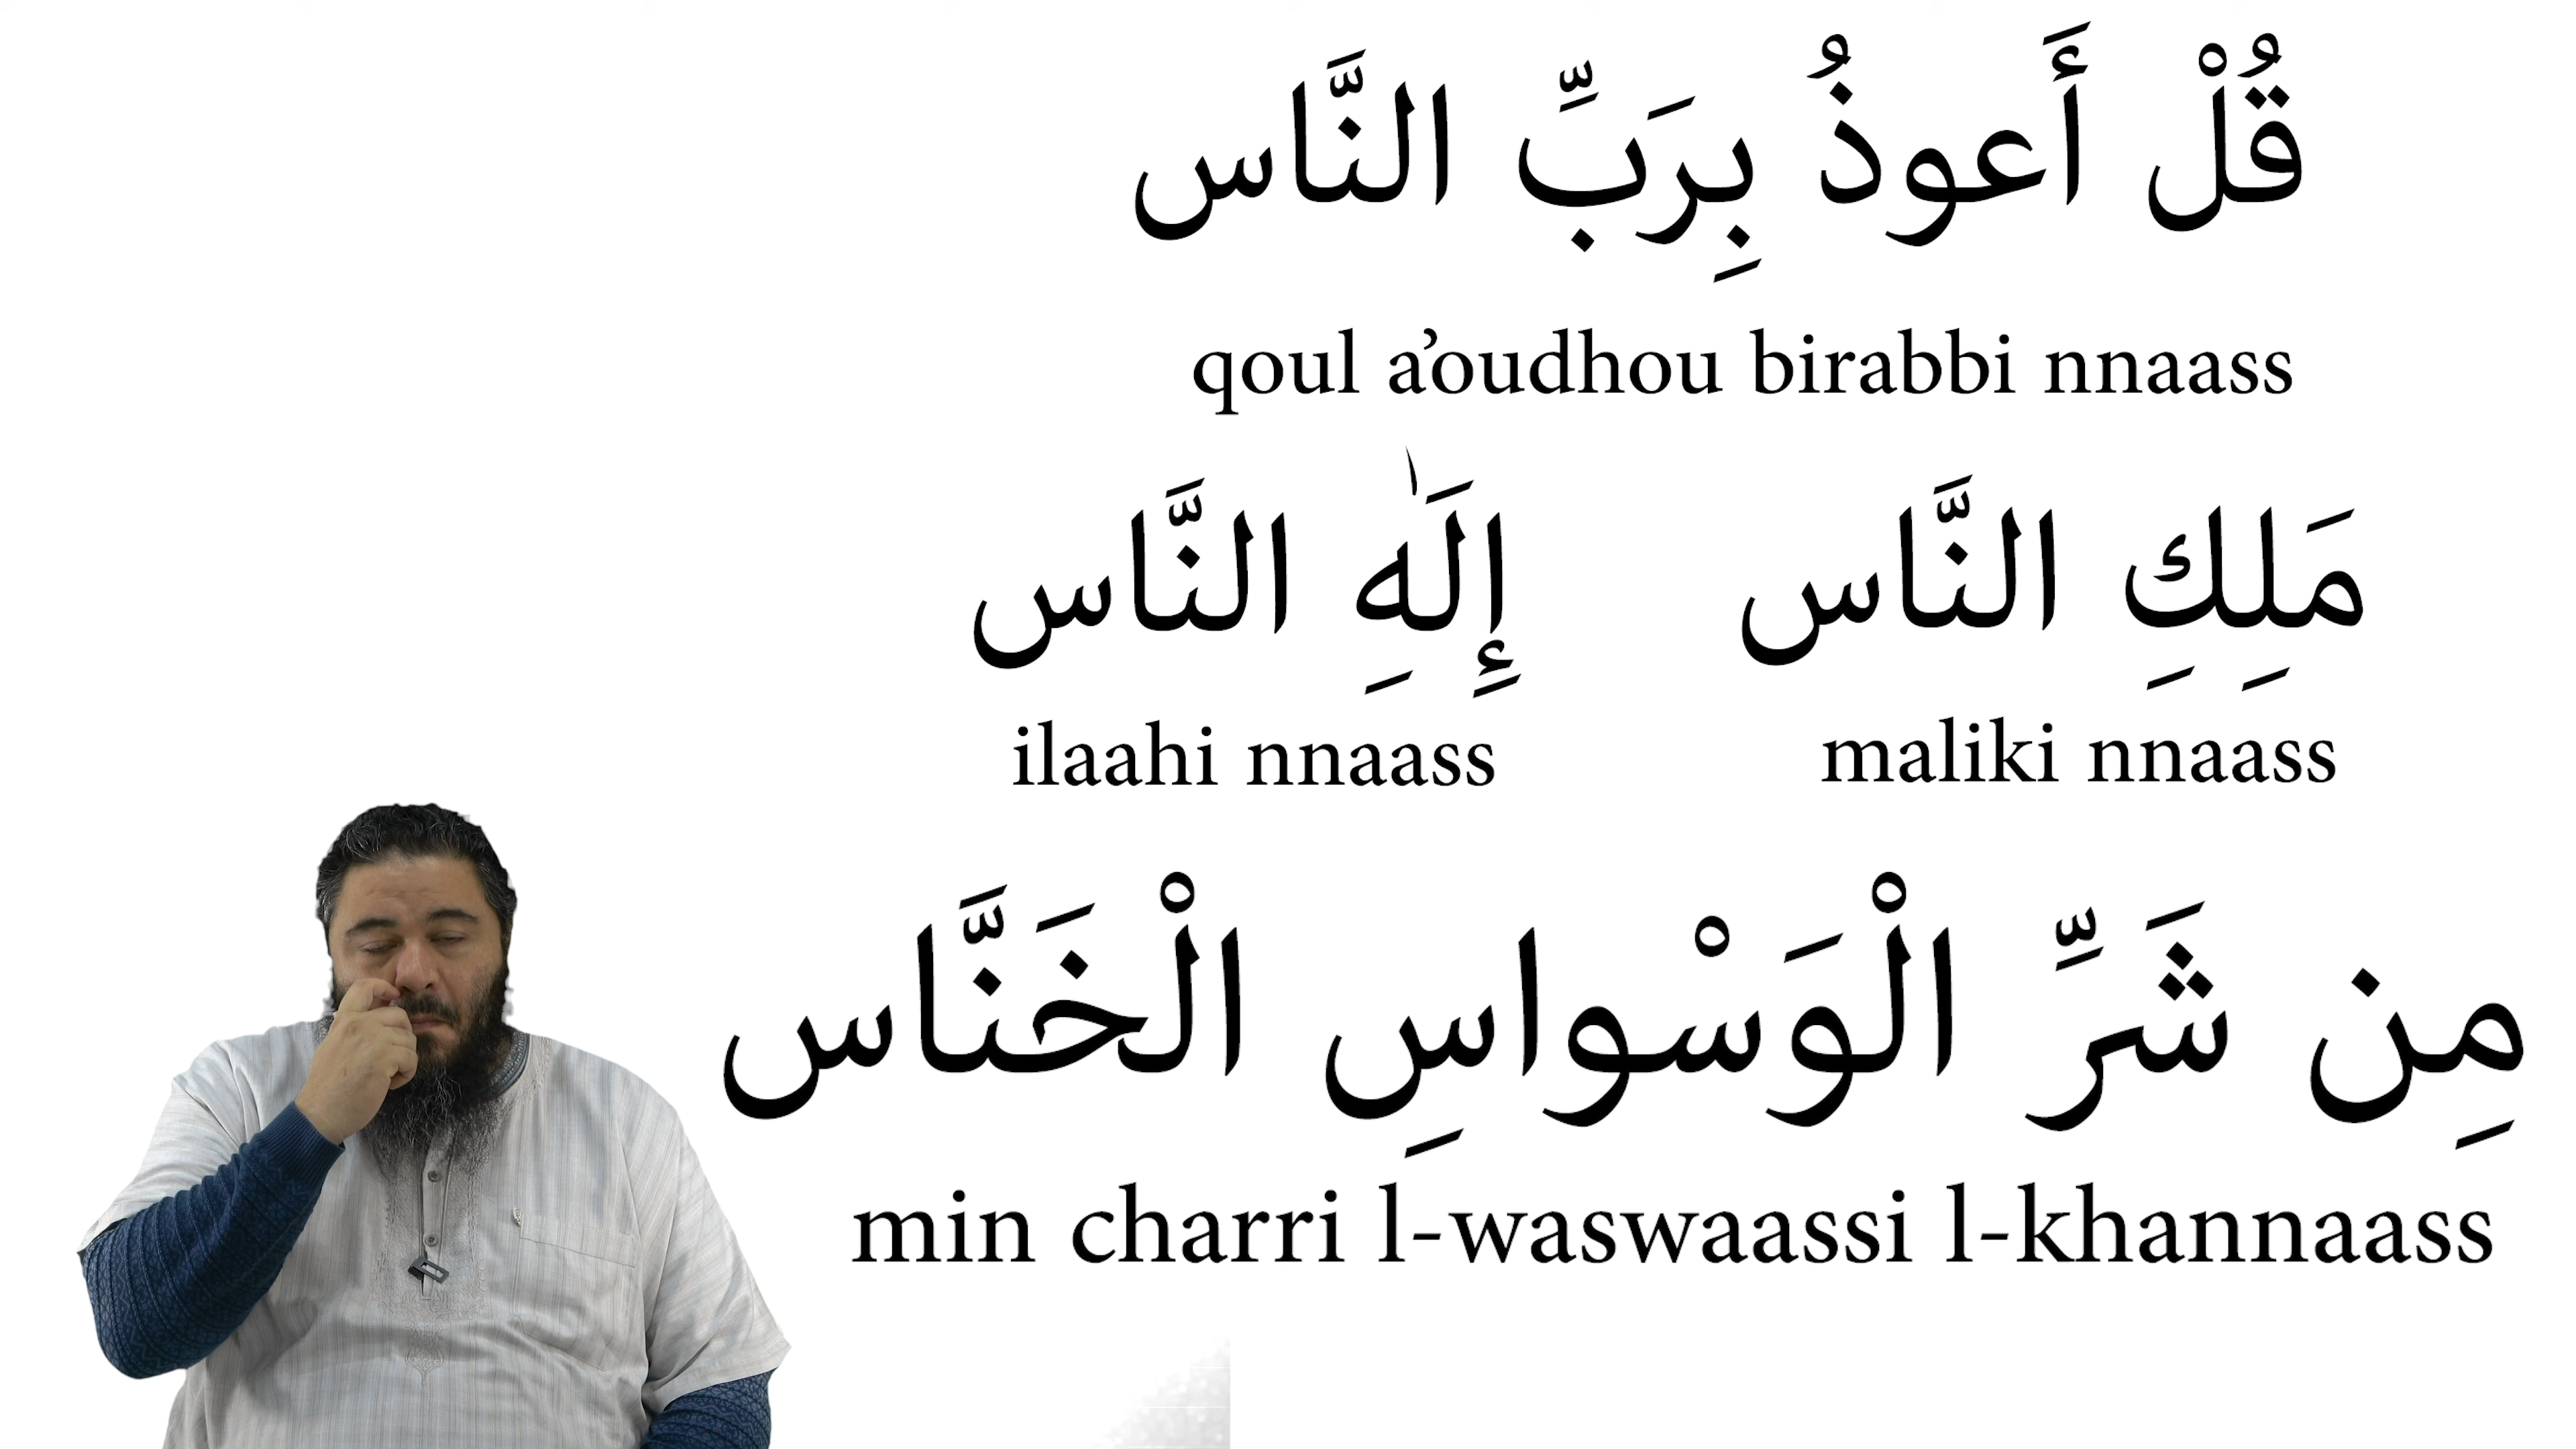 قُلْ أَعوذُ بِرَبِّ النَّاس
qoul a’oudhou birabbi nnaass
مَلِكِ النَّاس إِلَٰهِ النَّاس
maliki nnaass ilaahi nnaass
مِن شَرِّ الْوَسْواسِ الْخَنَّاس
min charri l-waswaassi l-khannaass